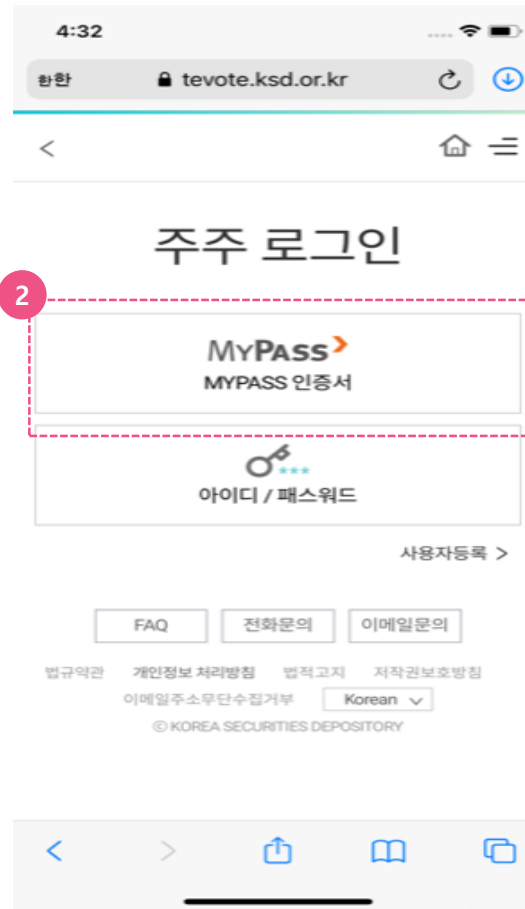 4:32
한한 tevote.ksd.or.kr
주주 로그인
2
MYPASS
MYPASS 인증서
***
아이디 / 패스워드
사용자등록 >
FAQ 전화문의 이메일문의
법규약관 개인정보 처리방침 법적고지 저작권보호방침
이메일주소무단수집거부 Korean
© KOREA SECURITIES DEPOSITORY